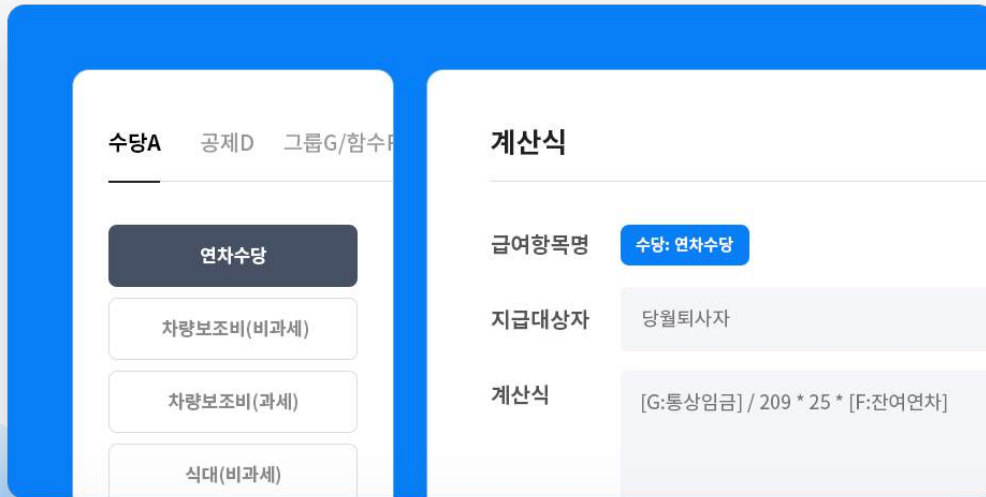 수당A 공제D 그룹G/함수
연차수당
차량보조비(비과세)
차량보조비(과세)
식대(비과세)
계산식
급여항목명 수당: 연차수당
지급대상자 당월퇴사자
계산식 [G:통상임금] / 209 * 25 * [F:잔여연차]